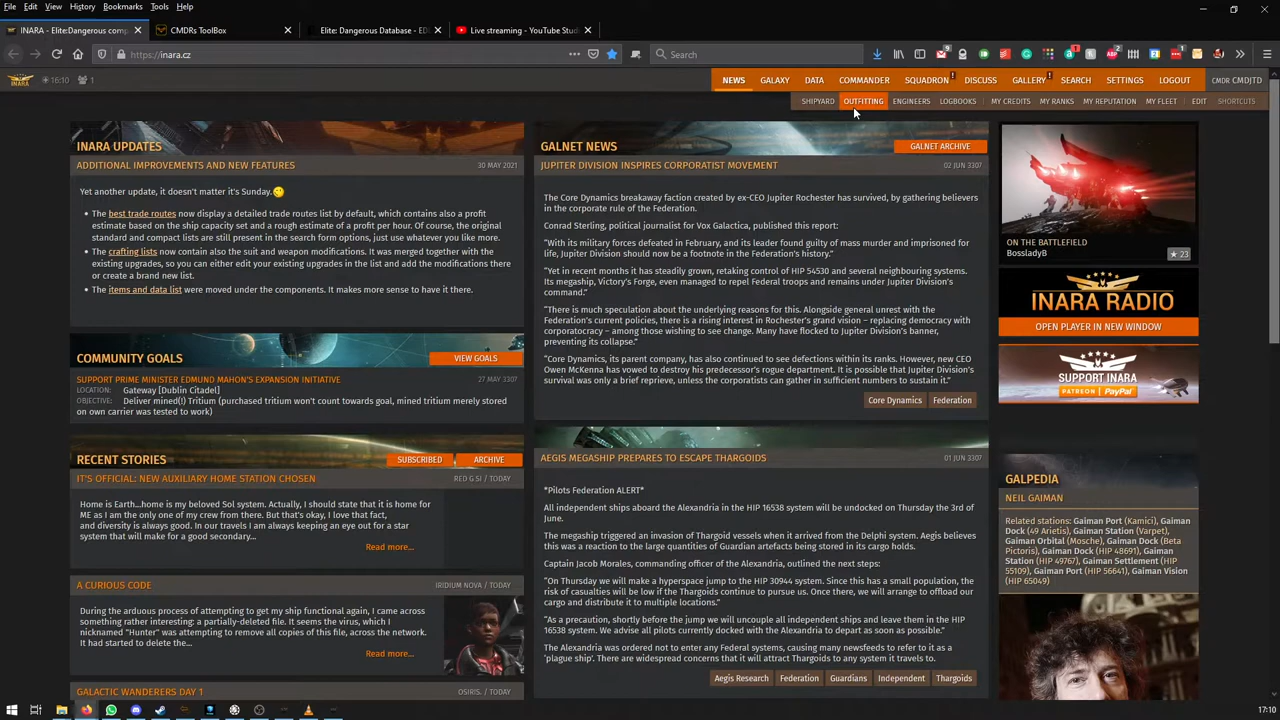 File Edit View History Bookmarks Tools Help
INARA - Elite:Dangerous comp
CMDRs ToolBox
Elite: Dangerous Database - ED
Live streaming - YouTube Stud
https://inara.cz
Search
INARA
16:10
1
NEWS GALAXY DATA COMMANDER SQUADRON DISCUSS GALLERY SEARCH SETTINGS LOGOUT CMDR CMDJTD
SHIPYARD OUTFITTING ENGINEERS LOGBOOKS MY CREDITS MY RANKS MY REPUTATION MY FLEET EDIT SHORTCUTS
INARA UPDATES
ADDITIONAL IMPROVEMENTS AND NEW FEATURES 30 MAY 2021
Yet another update, it doesn't matter it's Sunday.
• The best trade routes now display a detailed trade routes list by default, which contains also a profit
estimate based on the ship capacity set and a rough estimate of a profit per hour. Of course, the original
standard and compact lists are still present in the search form options, just use whatever you like more.
• The crafting lists now contain also the suit and weapon modifications. It was merged together with the
existing upgrades, so you can either edit your existing upgrades in the list and add the modifications there
or create a brand new list.
• The items and data list were moved under the components. It makes more sense to have it there.
COMMUNITY GOALS
VIEW GOALS
SUPPORT PRIME MINISTER EDMUND MAHON'S EXPANSION INITIATIVE 27 MAY 3307
LOCATION: Gateway [Dublin Citadel]
OBJECTIVE: Deliver mined(!) Tritium (purchased tritium won't count towards it, mined tritium merely stored
on own carrier was tested to work)
RECENT STORIES
SUBSCRIBED
ARCHIVE
IT'S OFFICIAL: NEW AUXILIARY HOME STATION CHOSEN RED G.SI / TODAY
Home is Earth...home is my beloved Sol system. Actually, I should state that it is home for
ME as I am the only one of my crew from there. But that's okay, I love that fact,
and diversity is always good. In our travels I am always keeping an eye out for a star
system that will make for a good secondary...
Read more...
A CURIOUS CODE IRIDIUM NOVA / TODAY
During the arduous process of attempting to get my ship functional again, I came across
something rather interesting: a partially-deleted file. It seems the virus, which I
nicknamed "Hunter" was attempting to remove all copies of this file, across the network.
It had started to delete the...
Read more...
GALACTIC WANDERERS DAY 1 OSIRIS. / TODAY
GALNET NEWS
GALNET ARCHIVE
JUPITER DIVISION INSPIRES CORPORATIST MOVEMENT 02 JUN 3307
The Core Dynamics breakaway faction created by ex-CEO Jupiter Rochester has survived, by gathering believers
in the corporate rule of the Federation.
Conrad Sterling, political journalist for Vox Galactica, published this report:
"With its military forces defeated in February, and its leader found guilty of mass murder and imprisoned for
life, Jupiter Division should now be a footnote in the Federation's history."
"Yet in recent months it has steadily grown, retaking control of HIP 54530 and several neighbouring systems.
Its megaship, Victory's Forge, even managed to repel Federal troops and remains under Jupiter Division's
command."
"There is much speculation about the underlying reasons for this. Alongside general unrest with the
Federation's current policies, there is a rising interest in Rochester's grand vision – replacing democracy with
corporatocracy – among those wishing to see change. Many have flocked to Jupiter Division's banner,
preventing its collapse."
"Core Dynamics, its parent company, has also continued to see defections within its ranks. However, new CEO
Owen McKenna has vowed to destroy his predecessor's rogue department. It is possible that Jupiter Division's
survival was only a brief reprieve, unless the corporatists can gather in sufficient numbers to sustain it."
Core Dynamics Federation
AEGIS MEGASHIP PREPARES TO ESCAPE THARGOIDS 01 JUN 3307
*Pilots Federation ALERT*
All independent ships aboard the Alexandria in the HIP 16538 system will be undocked on Thursday the 3rd of
June.
The megaship triggered an invasion of Thargoid vessels when it arrived from the Delphi system. Aegis believes
this was a reaction to the large quantities of Guardian artefacts being stored in its cargo holds.
Captain Jacob Morales, commanding officer of the Alexandria, outlined the next steps:
"On Thursday we will make a hyperspace jump to the HIP 30944 system. Since this has a small population, the
risk of casualties will be low if the Thargoids continue to pursue us. Once there, we will arrange to offload our
cargo and distribute it to multiple locations."
"As a precaution, shortly before the jump we will uncouple all independent ships and leave them in the HIP
16538 system. We advise all pilots currently docked with the Alexandria to depart as soon as possible."
The Alexandria was ordered not to enter any Federal systems, causing many newsfeeds to refer to it as a
'plague ship'. There are widespread concerns that it will attract Thargoids to any system it travels to.
Aegis Research Federation Guardians Independent Thargoids
ON THE BATTLEFIELD
BossladyB
★ 23
INARA RADIO
OPEN PLAYER IN NEW WINDOW
SUPPORT INARA
PATREON PayPal
GALPEDIA
NEIL GAIMAN
Related stations: Gaiman Port (Kamici), Gaiman
Dock (49 Arietis), Gaiman Station (Varpet),
Gaiman Orbital (Mosche), Gaiman Dock (Beta
Pictoris), Gaiman Dock (HIP 48691), Gaiman
Station (HIP 49767), Gaiman Settlement (HIP
55109), Gaiman Port (HIP 56641), Gaiman Vision
(HIP 65049)
17:10